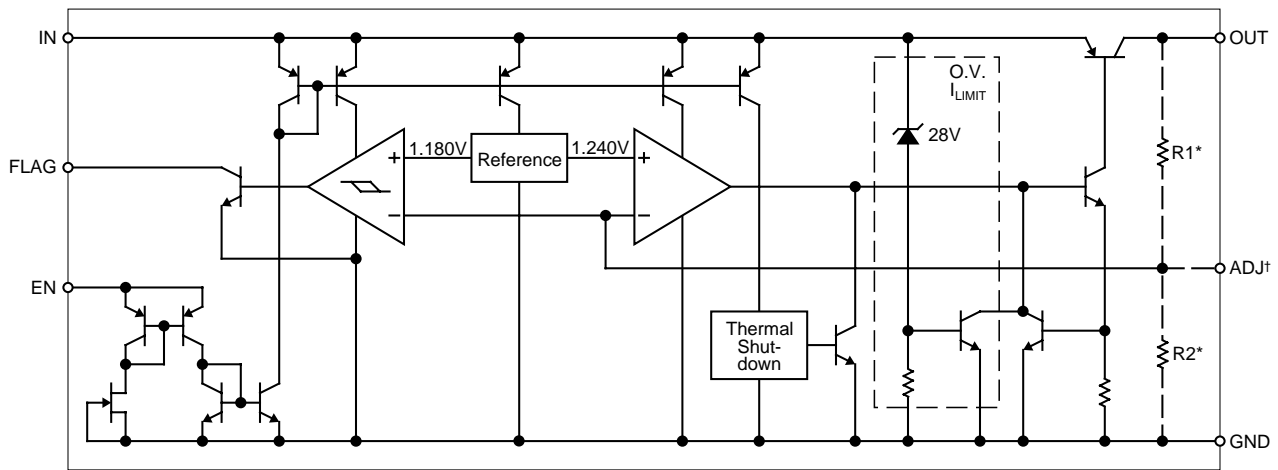 IN
OUT
O.V.
ILIMIT
28V
R1*
FLAG
1.180V
Reference
1.240V
+
+
−
−
ADJ†
EN
Thermal
Shut-
down
R2*
GND